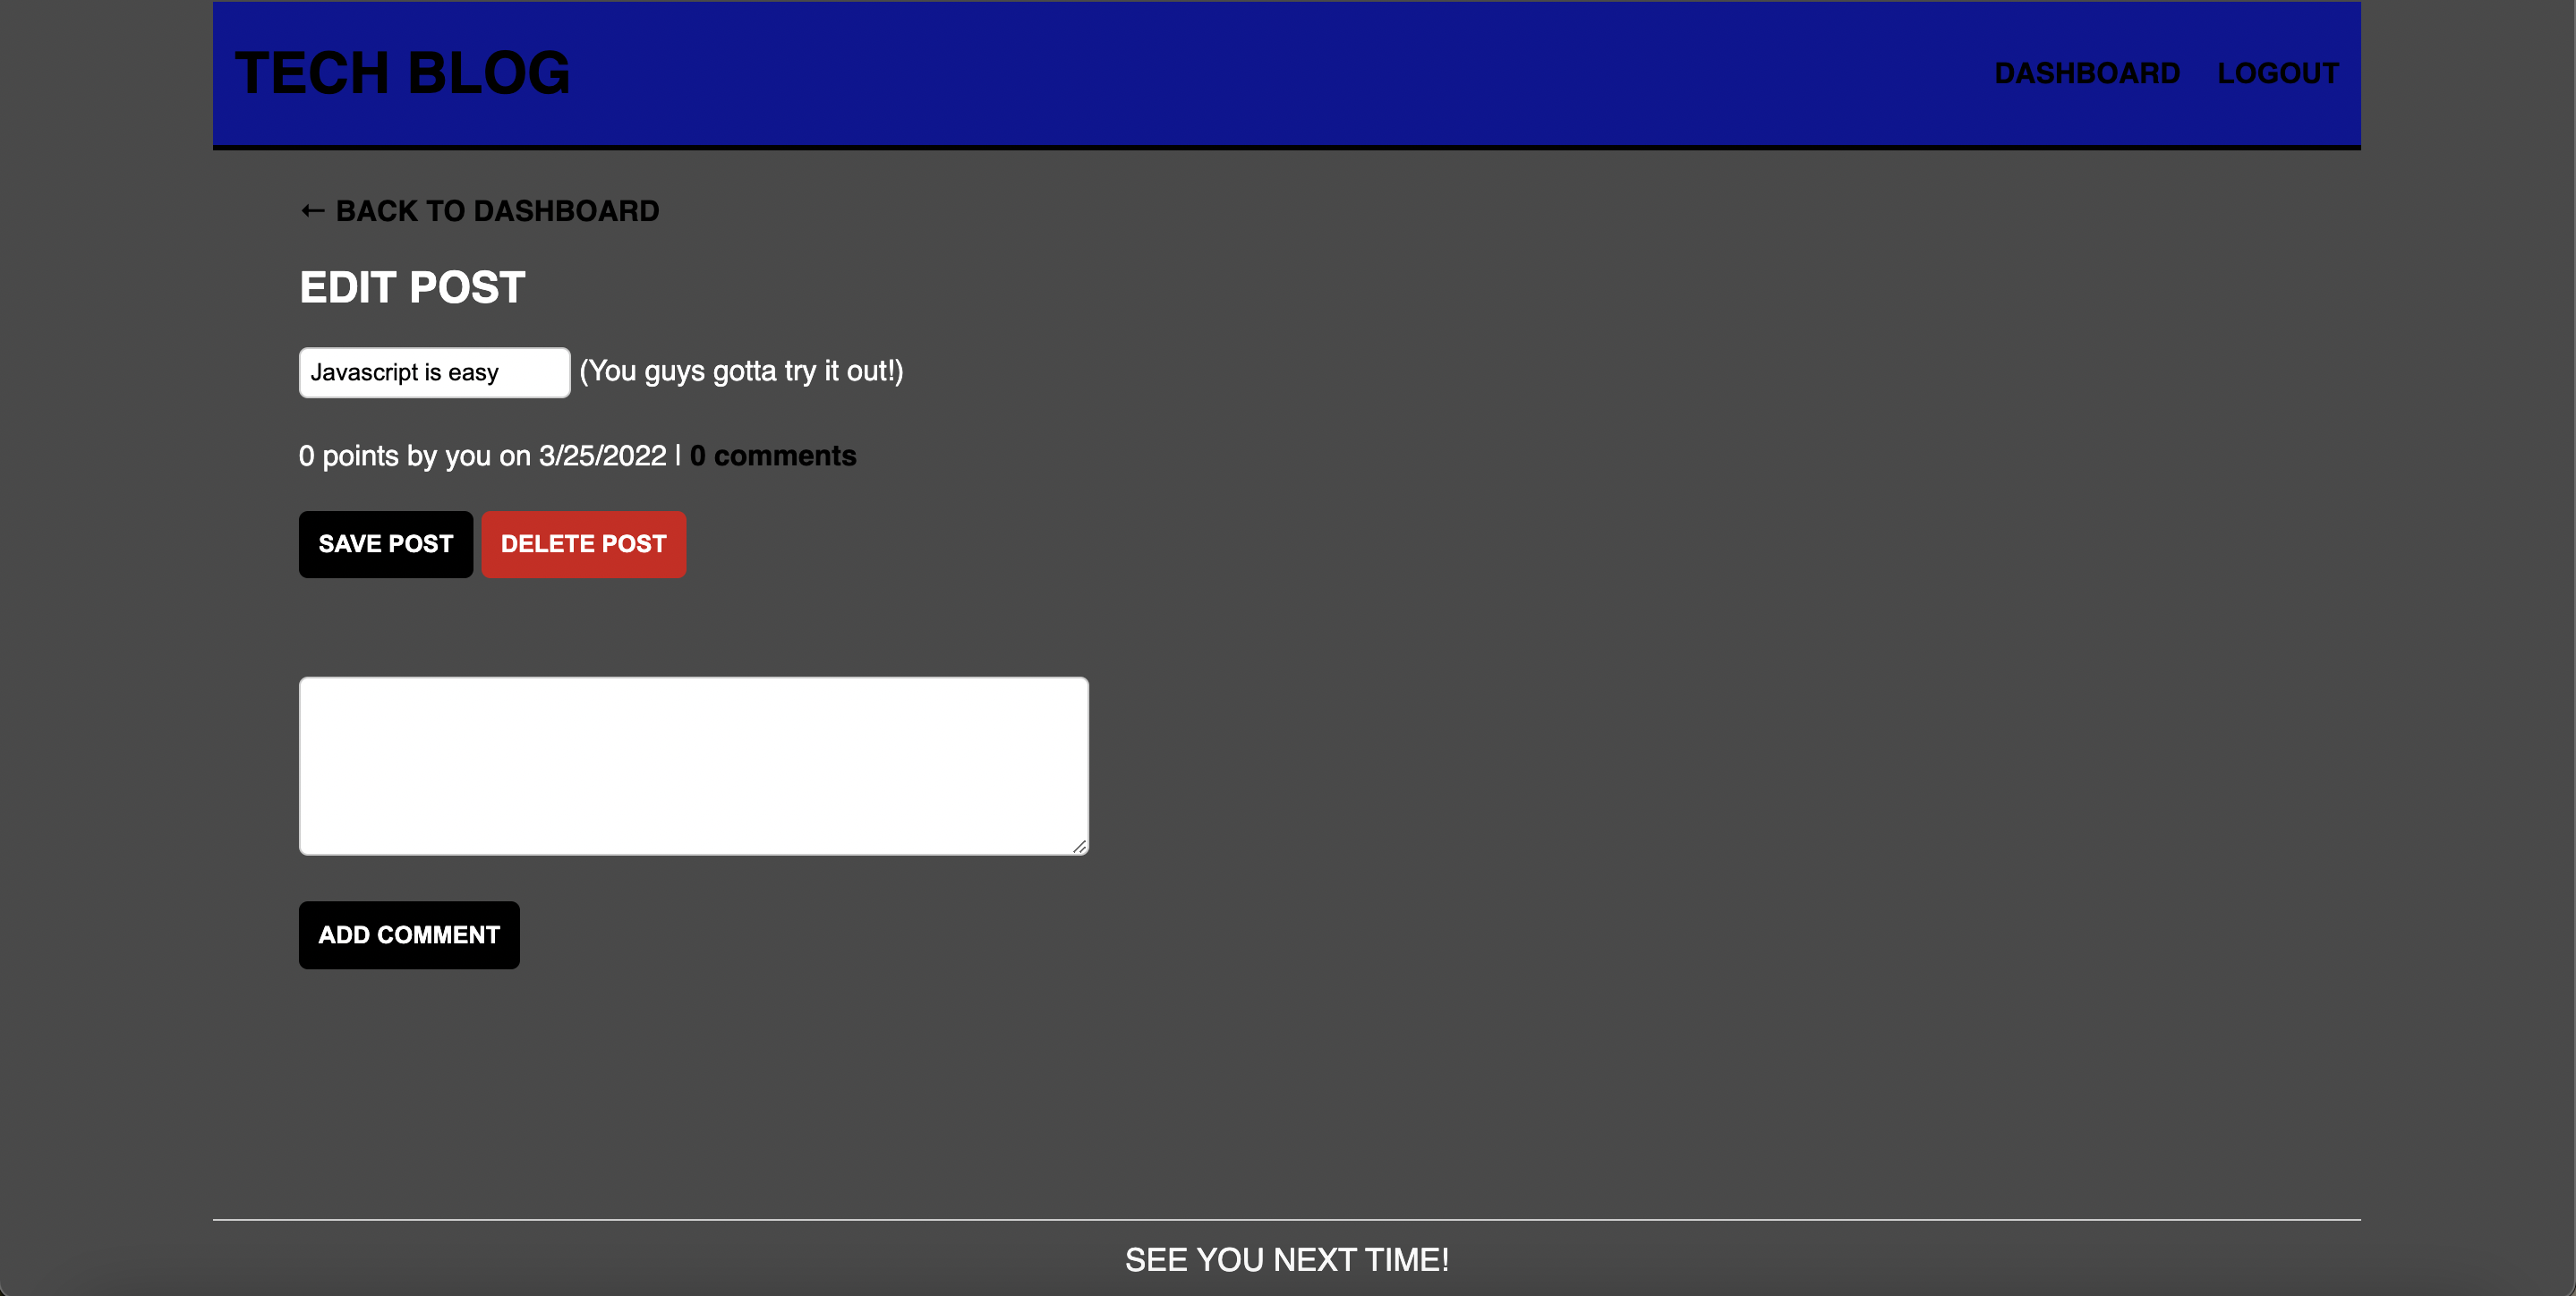 TECH BLOG
DASHBOARD LOGOUT
← BACK TO DASHBOARD
EDIT POST
Javascript is easy (You guys gotta try it out!)
0 points by you on 3/25/2022 | 0 comments
SAVE POST DELETE POST
ADD COMMENT
SEE YOU NEXT TIME!